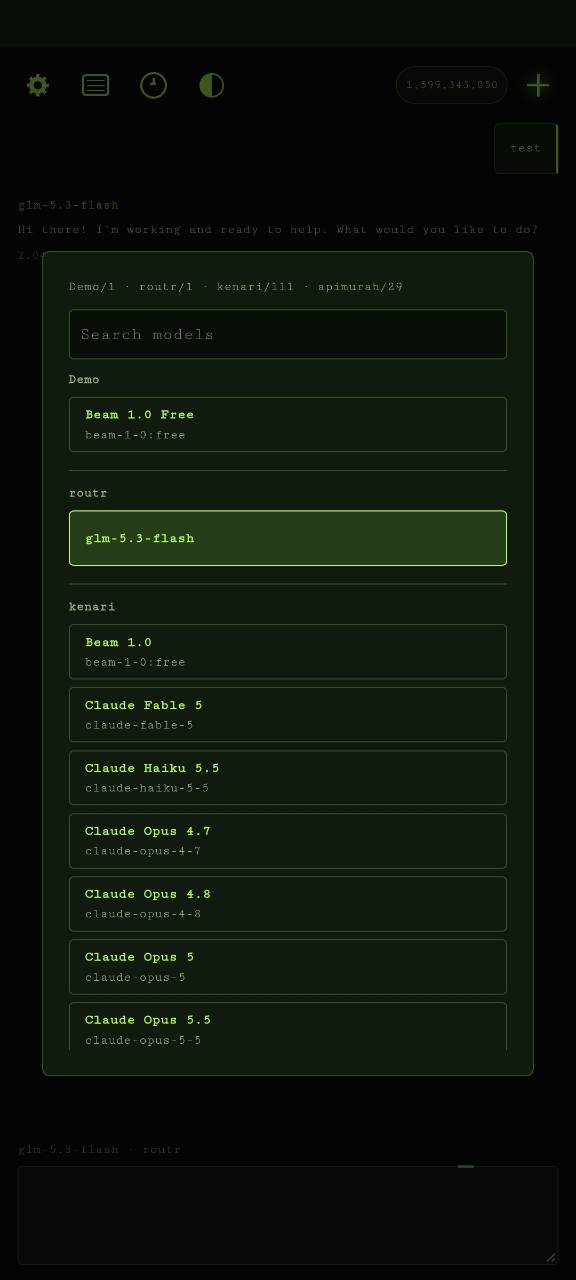 1,599,343,050
test
glm-5.3-flash
Hi there! I'm working and ready to help. What would you like to do?
Demo/1 · routr/1 · kenari/111 · apimurah/29
Search models
Demo
Beam 1.0 Free
beam-1-0:free
routr
glm-5.3-flash
kenari
Beam 1.0
beam-1-0:free
Claude Fable 5
claude-fable-5
Claude Haiku 5.5
claude-haiku-5-5
Claude Opus 4.7
claude-opus-4-7
Claude Opus 4.8
claude-opus-4-8
Claude Opus 5
claude-opus-5
Claude Opus 5.5
claude-opus-5-5
glm-5.3-flash · routr